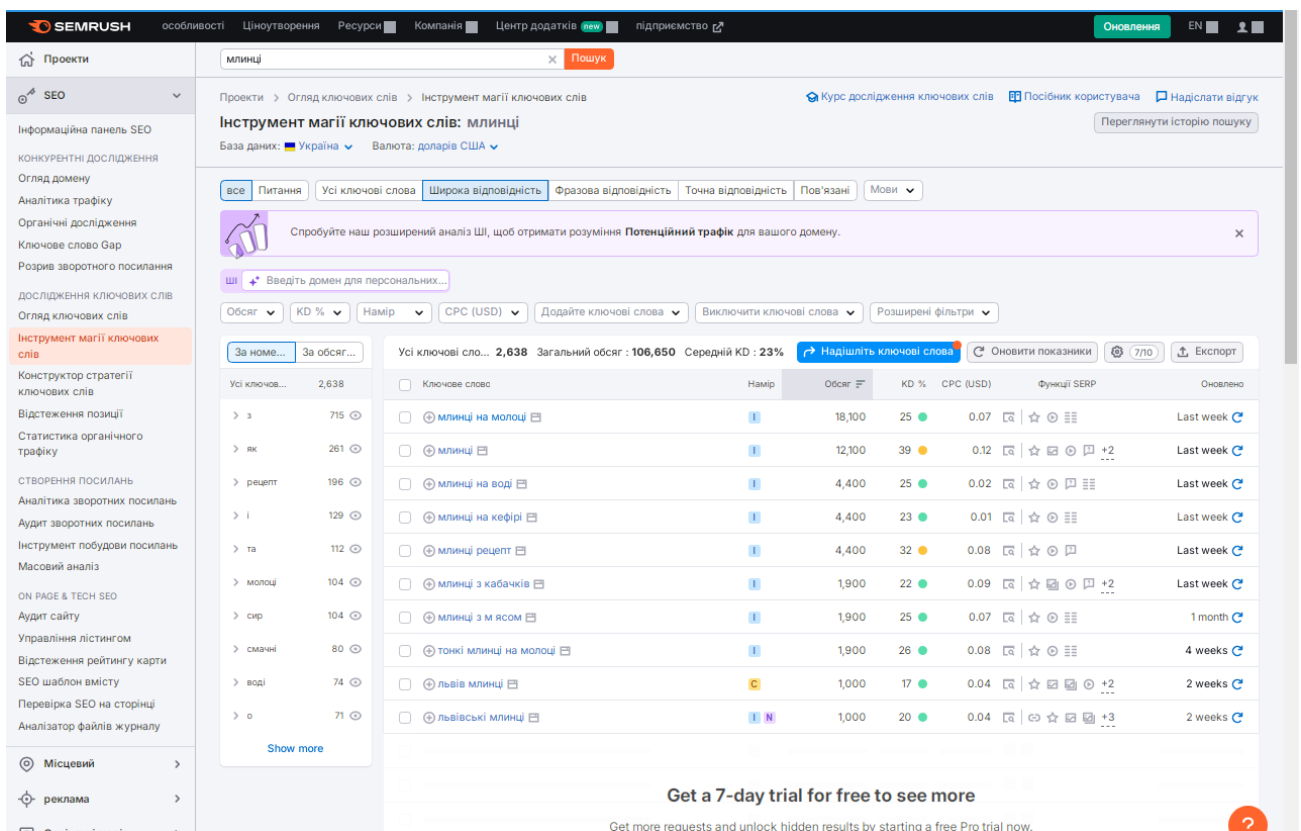 SEMRUSH особливості Ціноутворення Ресурси Компанія Центр додатків new підприємство Оновлення EN
Проекти
млинці Пошук
SEO
Проекти > Огляд ключових слів > Інструмент магії ключових слів
Курс дослідження ключових слів Посібник користувача Надіслати відгук
Інструмент магії ключових слів: млинці
Переглянути історію пошуку
База даних: Україна Валюта: доларів США
Інформаційна панель SEO
КОНКУРЕНТНІ ДОСЛІДЖЕННЯ
Огляд домену
Аналітика трафіку
Органічні дослідження
Ключове слово Gap
Розрив зворотного посилання
ДОСЛІДЖЕННЯ КЛЮЧОВИХ СЛІВ
Огляд ключових слів
Інструмент магії ключових
слів
Конструктор стратегії
ключових слів
Відстеження позиції
Статистика органічного
трафіку
СТВОРЕННЯ ПОСИЛАНЬ
Аналітика зворотних посилань
Аудит зворотних посилань
Інструмент побудови посилань
Масовий аналіз
ON PAGE & TECH SEO
Аудит сайту
Управління лістингом
Відстеження рейтингу карти
SEO шаблон вмісту
Перевірка SEO на сторінці
Аналізатор файлів журналу
Місцевий
реклама
все Питання Усі ключові слова Широка відповідність Фразова відповідність Точна відповідність Пов'язані Мови
Спробуйте наш розширений аналіз ШІ, щоб отримати розуміння Потенційний трафік для вашого домену.
ШІ Введіть домен для персональних...
Обсяг KD % Намір CPC (USD) Додайте ключові слова Виключити ключові слова Розширені фільтри
За номе... За обсяг...
Усі ключов... 2,638
з 715
як 261
рецепт 196
і 129
та 112
молоці 104
сир 104
смачні 80
воді 74
о 71
Show more
Усі ключові сло... 2,638 Загальний обсяг : 106,650 Середній KD : 23% Надішліть ключові слова Оновити показники 7/10 Експорт
Ключове слово Намір Обсяг KD % CPC (USD) Функції SERP Оновлено
млинці на молоці I 18,100 25 0.07 Last week
млинці I 12,100 39 0.12 +2 Last week
млинці на воді I 4,400 25 0.02 Last week
млинці на кефірі I 4,400 23 0.01 Last week
млинці рецепт I 4,400 32 0.08 Last week
млинці з кабачків I 1,900 22 0.09 +2 Last week
млинці з м ясом I 1,900 25 0.07 1 month
тонкі млинці на молоці I 1,900 26 0.08 4 weeks
львів млинці C 1,000 17 0.04 +2 2 weeks
львівські млинці I N 1,000 20 0.04 +3 2 weeks
Get a 7-day trial for free to see more
Get more requests and unlock hidden results by starting a free Pro trial now.